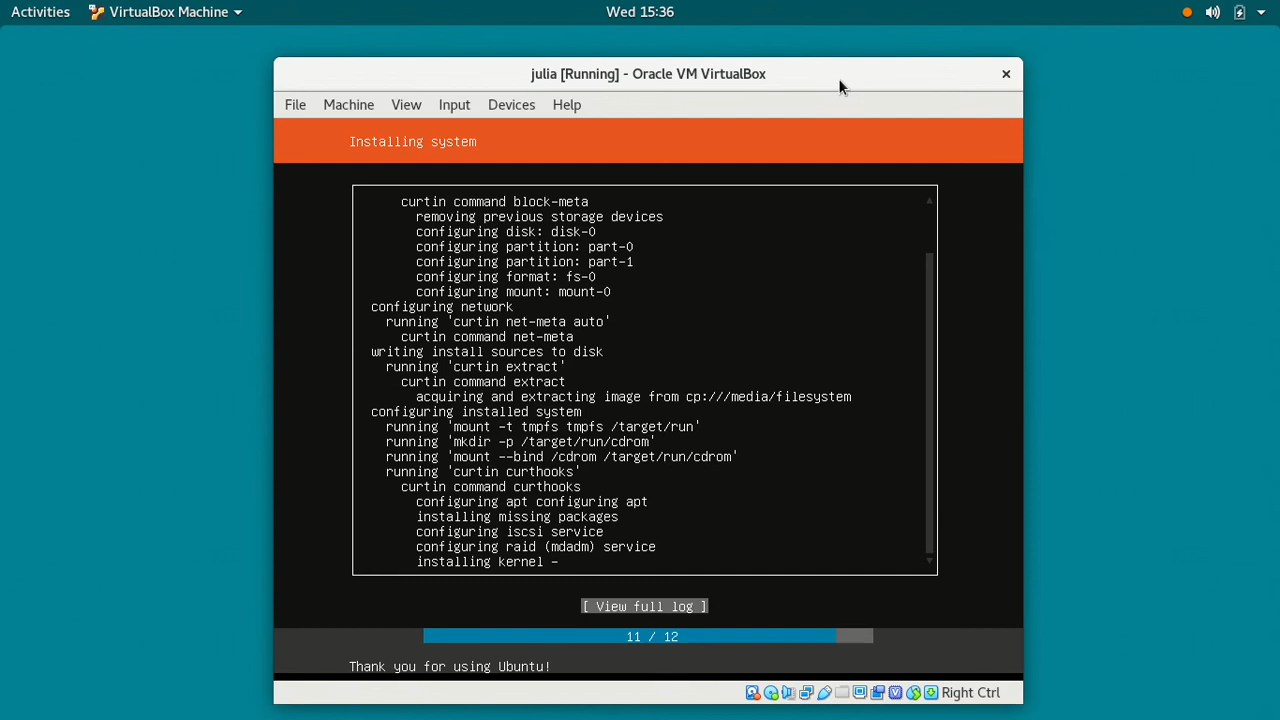 Activities VirtualBox Machine Wed 15:36
julia [Running] - Oracle VM VirtualBox
File Machine View Input Devices Help
Installing system
curtin command block-meta
removing previous storage devices
configuring disk: disk-0
configuring partition: part-0
configuring partition: part-1
configuring format: fs-0
configuring mount: mount-0
configuring network
running 'curtin net-meta auto'
curtin command net-meta
writing install sources to disk
running 'curtin extract'
curtin command extract
acquiring and extracting image from cp:///media/filesystem
configuring installed system
running 'mount -t tmpfs tmpfs /target/run'
running 'mkdir -p /target/run/cdrom'
running 'mount --bind /cdrom /target/run/cdrom'
running 'curtin curthooks'
curtin command curthooks
configuring apt configuring apt
installing missing packages
configuring iscsi service
configuring raid (mdadm) service
installing kernel -
[ View full log ]
11 / 12
Thank you for using Ubuntu!
Right Ctrl